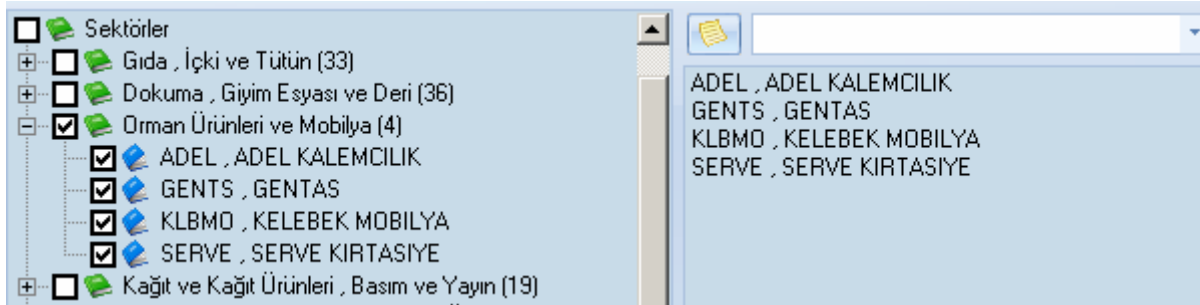 Sektörler
Gıda , İçki ve Tütün (33)
Dokuma , Giyim Esyası ve Deri (36)
Orman Ürünleri ve Mobilya (4)
ADEL , ADEL KALEMCILIK
GENTS , GENTAS
KLBMO , KELEBEK MOBILYA
SERVE , SERVE KIRTASIYE
Kağıt ve Kağıt Ürünleri , Basım ve Yayın (19)
ADEL , ADEL KALEMCILIK
GENTS , GENTAS
KLBMO , KELEBEK MOBILYA
SERVE , SERVE KIRTASIYE